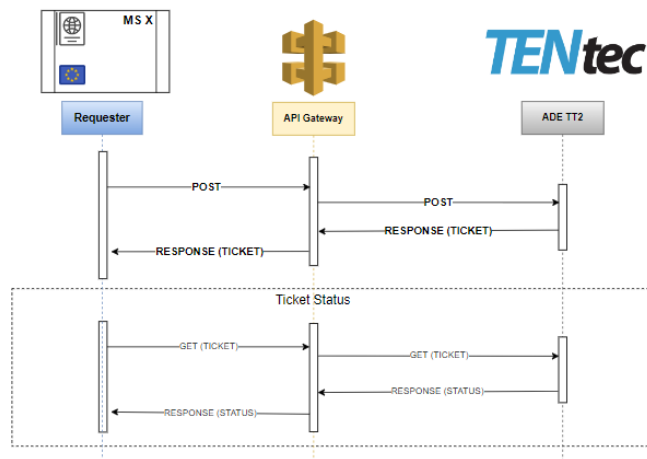 MS X
TENtec
Requester
API Gateway
ADE TT2
POST
POST
RESPONSE (TICKET)
RESPONSE (TICKET)
Ticket Status
GET (TICKET)
GET (TICKET)
RESPONSE (STATUS)
RESPONSE (STATUS)